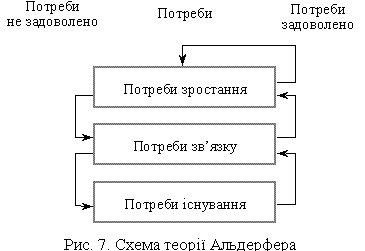 Потреби
не задоволено
Потреби
Потреби
задоволено
Потреби зростання
Потреби зв’язку
Потреби існування
Рис. 7. Схема теорії Альдерфера